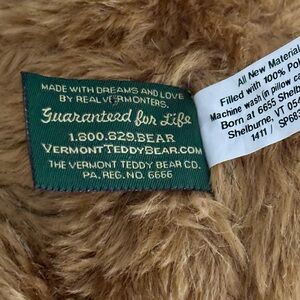 MADE WITH DREAMS AND LOVE
BY REAL VERMONTERS.
Guaranteed for Life
1.800.829.BEAR
VERMONTTEDDYBEAR.COM
THE VERMONT TEDDY BEAR CO.
PA. REG. NO. 6666
All New Material
Filled with 100% Pol
Machine wash in pillow
Born at 6655 Shelb
Shelburne, VT 054
1411 / SP683